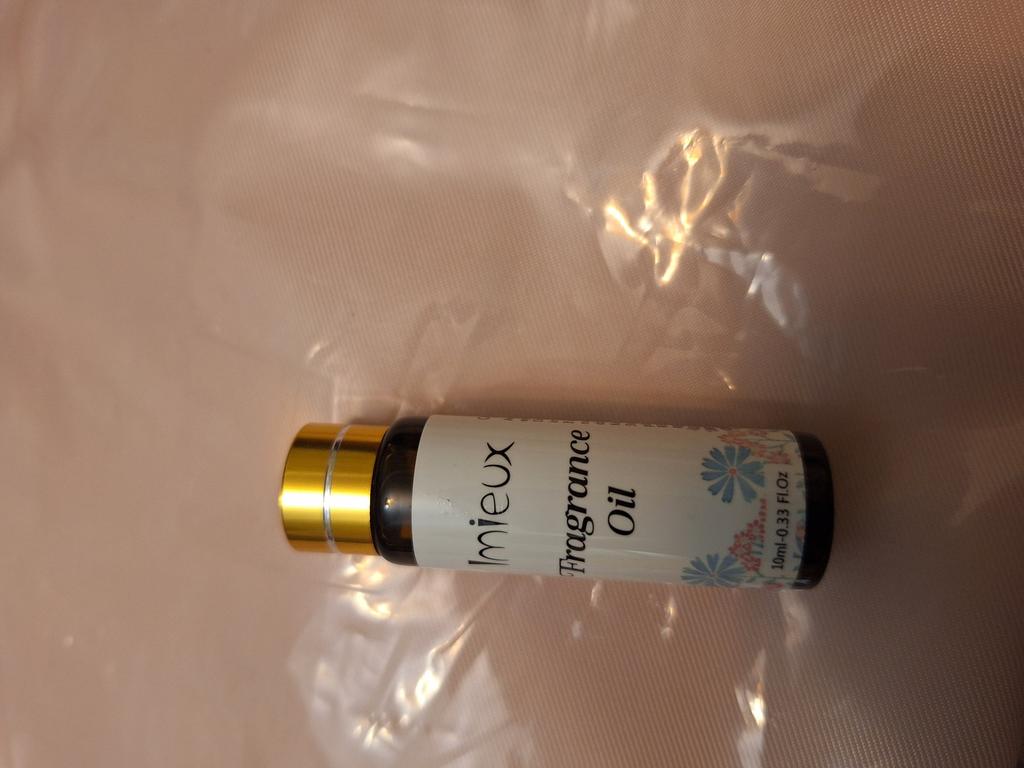 Imieux
Fragrance
Oil
10ml-0.33 Fl.Oz